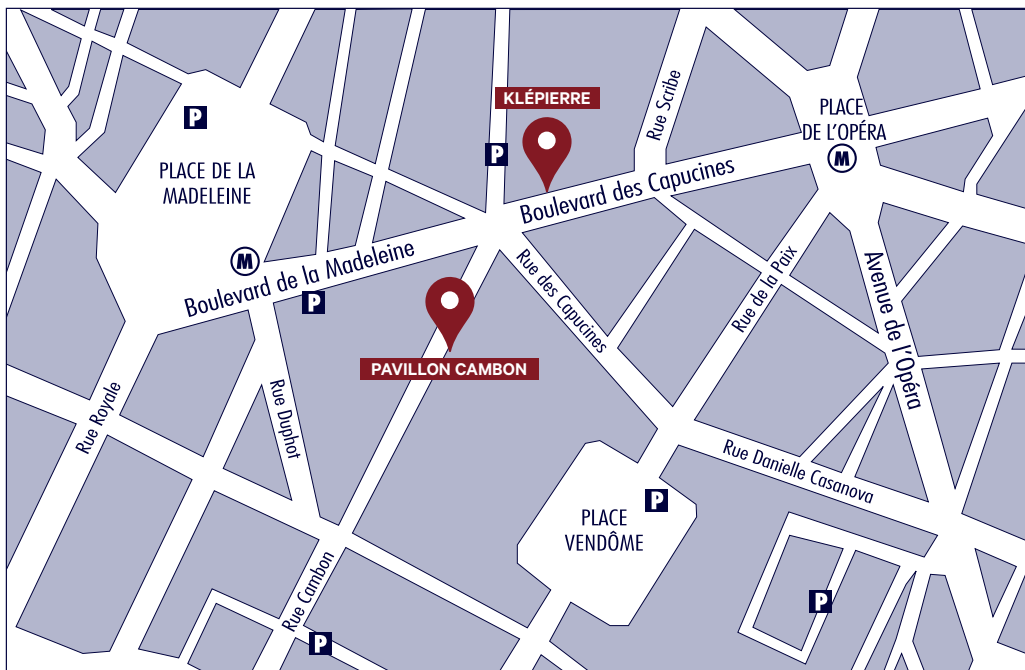 KLÉPIERRE
Rue Scribe
PLACE
DE L'OPÉRA
M
P
P
PLACE DE LA
MADELEINE
Boulevard des Capucines
M
Boulevard de la Madeleine
P
Rue des Capucines
Rue de la Paix
Avenue de l'Opéra
PAVILLON CAMBON
Rue Royale
Rue Duphot
Rue Danielle Casanova
P
PLACE
VENDÔME
Rue Cambon
P
P